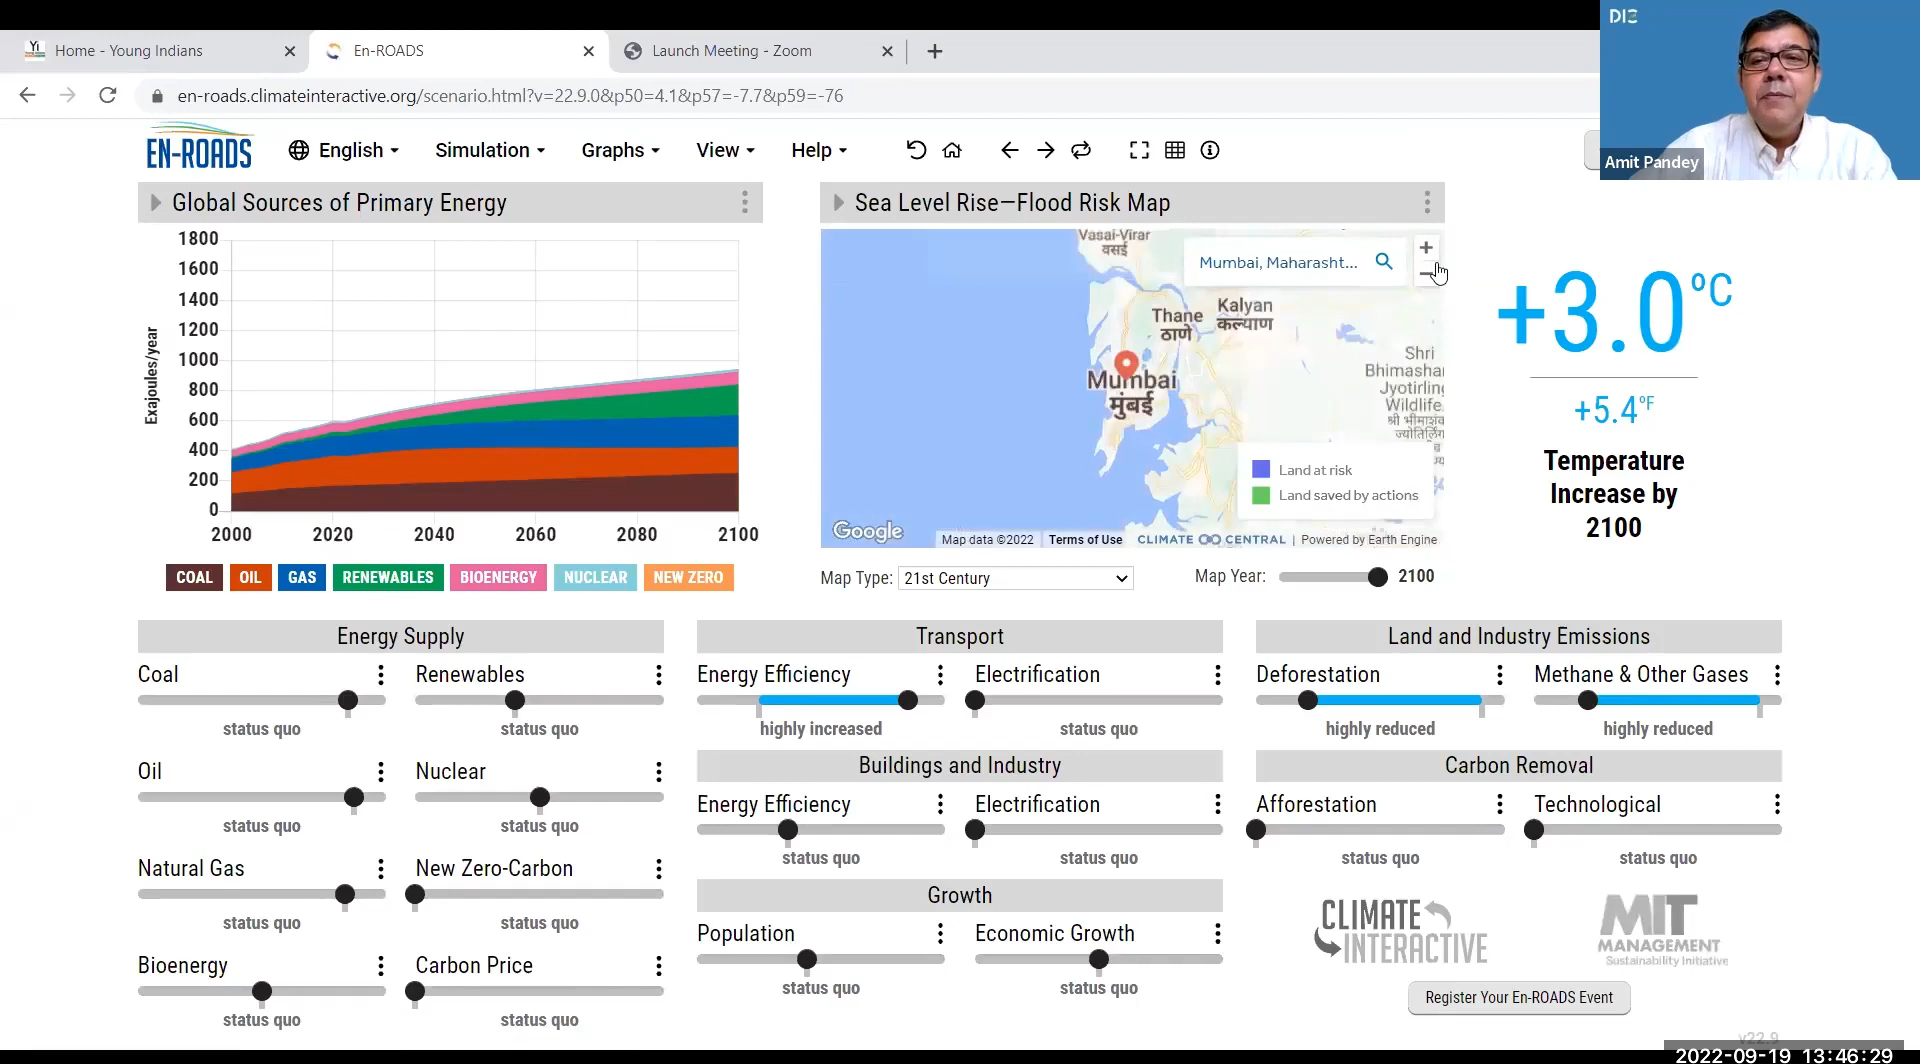 Yi Home - Young Indians
En-ROADS
Launch Meeting - Zoom
en-roads.climateinteractive.org/scenario.html?v=22.9.0&p50=4.1&p57=-7.7&p59=-76
Amit Pandey
EN-ROADS
English
Simulation
Graphs
View
Help
Global Sources of Primary Energy
Exajoules/year
1800
1600
1400
1200
1000
800
600
400
200
0
2000 2020 2040 2060 2080 2100
COAL OIL GAS RENEWABLES BIOENERGY NUCLEAR NEW ZERO
Sea Level Rise—Flood Risk Map
Vasai-Virar
वसई
Mumbai, Maharasht...
Thane
ठाणे
Kalyan
कल्याण
Mumbai
मुंबई
Shri
Bhimashan
Jyotirling
Wildlife
श्री भीमाशं
ज्योतिर्लिंग
Land at risk
Land saved by actions
Google
Map data ©2022 Terms of Use CLIMATE CENTRAL | Powered by Earth Engine
Map Type: 21st Century
Map Year: 2100
+3.0 °C
+5.4 °F
Temperature
Increase by
2100
Energy Supply
Coal
status quo
Renewables
status quo
Oil
status quo
Nuclear
status quo
Natural Gas
status quo
New Zero-Carbon
status quo
Bioenergy
status quo
Carbon Price
status quo
Transport
Energy Efficiency
highly increased
Electrification
status quo
Buildings and Industry
Energy Efficiency
status quo
Electrification
status quo
Growth
Population
status quo
Economic Growth
status quo
Land and Industry Emissions
Deforestation
highly reduced
Methane & Other Gases
highly reduced
Carbon Removal
Afforestation
status quo
Technological
status quo
CLIMATE
INTERACTIVE
MIT
MANAGEMENT
Sustainability Initiative
Register Your En-ROADS Event
v22.9
2022-09-19 13:46:29